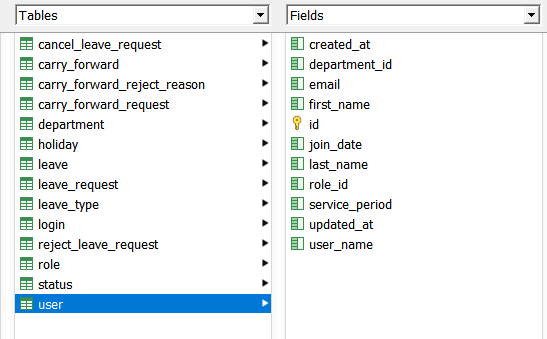 Tables
cancel_leave_request
carry_forward
carry_forward_reject_reason
carry_forward_request
department
holiday
leave
leave_request
leave_type
login
reject_leave_request
role
status
user
Fields
created_at
department_id
email
first_name
id
join_date
last_name
role_id
service_period
updated_at
user_name